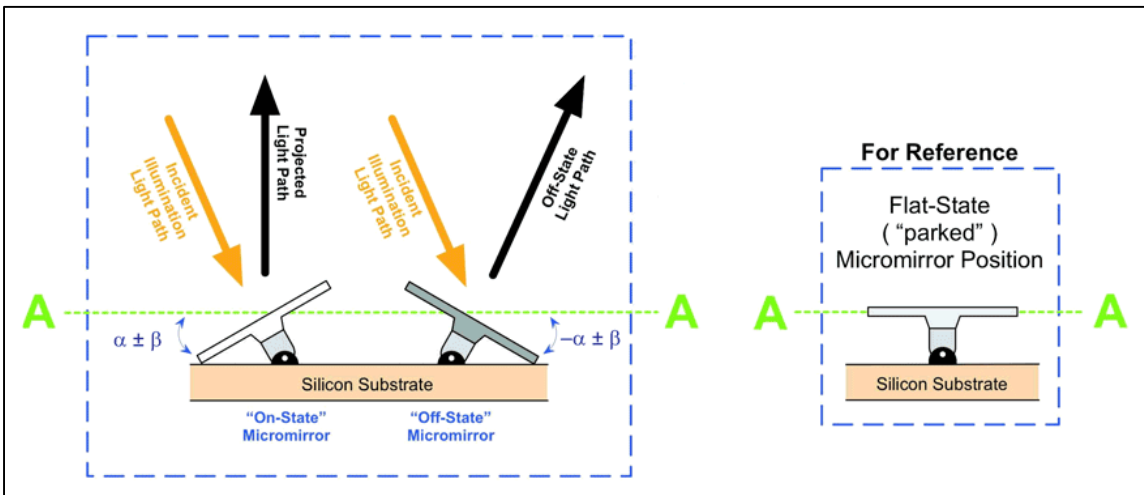 Incident
Illumination
Light Path
Projected
Light Path
Incident
Illumination
Light Path
Off-State
Light Path
A
A
α ± β
–α ± β
Silicon Substrate
“On-State”
Micromirror
“Off-State”
Micromirror
For Reference
Flat-State
( “parked” )
Micromirror Position
A
A
Silicon Substrate